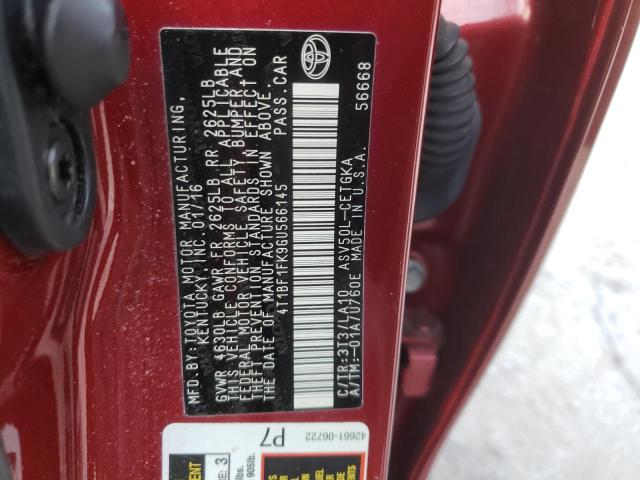 MFD.BY:TOYOTA MOTOR MANUFACTURING,
KENTUCKY, INC. 01/16
GVWR 4630LB GAWR FR 2625LB RR 2625LB
THIS VEHICLE CONFORMS TO ALL APPLICABLE
FEDERAL MOTOR VEHICLE SAFETY BUMPER AND
THEFT PREVENTION STANDARDS IN EFFECT ON
THE DATE OF MANUFACTURE SHOWN ABOVE.
4T1BF1FK9GU566145 PASS.CAR
C/TR:3T3/LA10 ASV50L-CETGKA
A/TM:-01A/U760E MADE IN U.S.A.
56668
P7
42661-06722
3
lbs.
905lb.